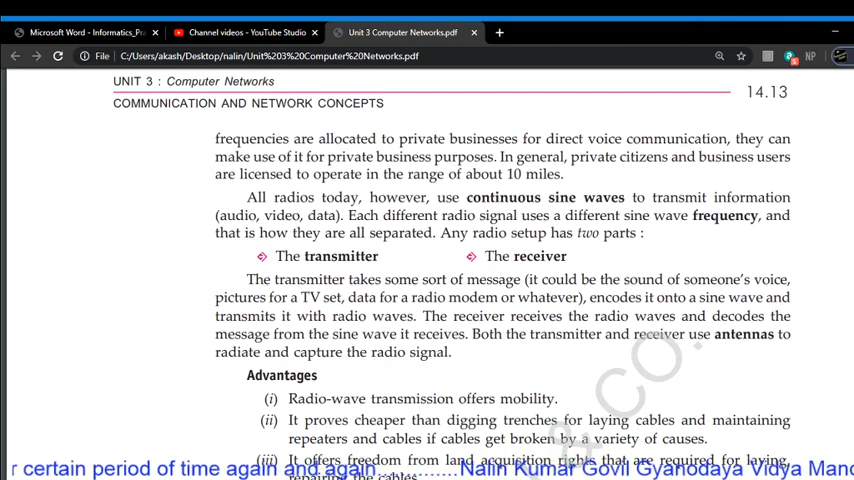 Microsoft Word - Informatics_Pra
Channel videos - YouTube Studio
Unit 3 Computer Networks.pdf
File C:/Users/akash/Desktop/nalin/Unit%203%20Computer%20Networks.pdf
NP
UNIT 3 : Computer Networks
14.13
COMMUNICATION AND NETWORK CONCEPTS
frequencies are allocated to private businesses for direct voice communication, they can
make use of it for private business purposes. In general, private citizens and business users
are licensed to operate in the range of about 10 miles.
All radios today, however, use continuous sine waves to transmit information
(audio, video, data). Each different radio signal uses a different sine wave frequency, and
that is how they are all separated. Any radio setup has two parts :
The transmitter The receiver
The transmitter takes some sort of message (it could be the sound of someone's voice,
pictures for a TV set, data for a radio modem or whatever), encodes it onto a sine wave and
transmits it with radio waves. The receiver receives the radio waves and decodes the
message from the sine wave it receives. Both the transmitter and receiver use antennas to
radiate and capture the radio signal.
Advantages
(i) Radio-wave transmission offers mobility.
(ii) It proves cheaper than digging trenches for laying cables and maintaining
repeaters and cables if cables get broken by a variety of causes.
(iii) It offers freedom from land acquisition rights that are required for laying,
repairing the cables.
& CO.
r certain period of time again and again..............Nalin Kumar Govil Gyanodaya Vidya Mand